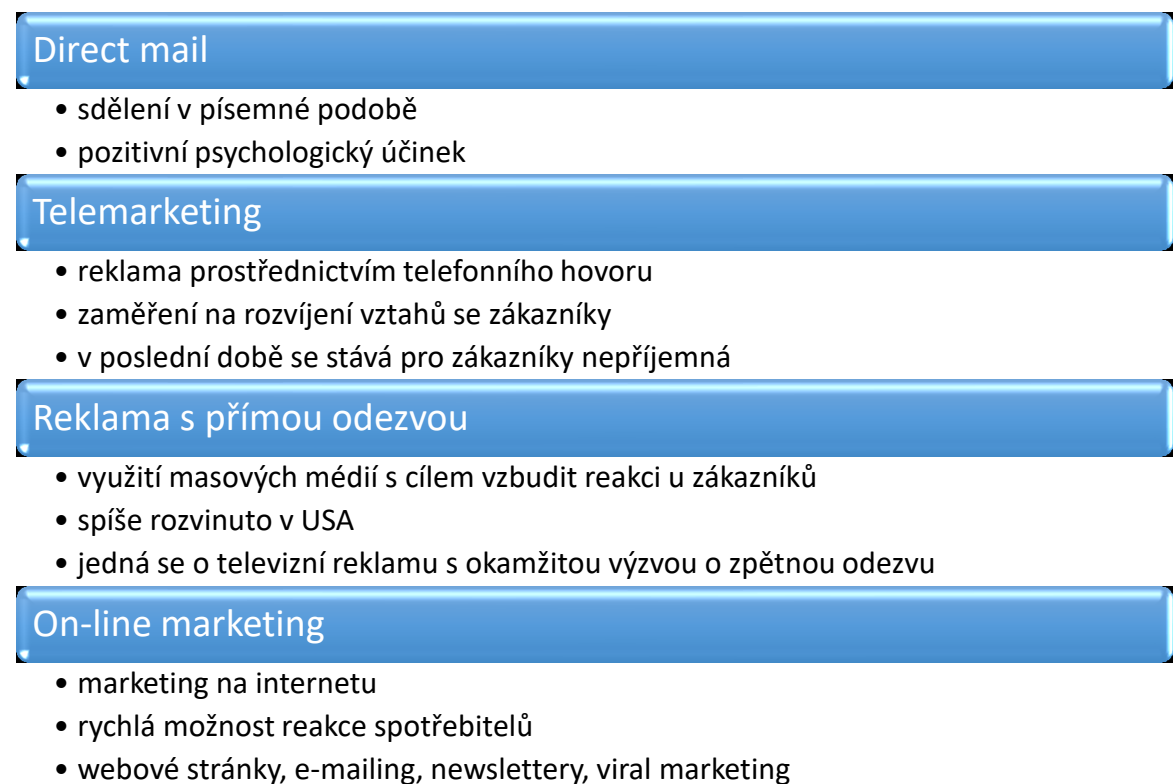 Direct mail
• sdělení v písemné podobě
• pozitivní psychologický účinek
Telemarketing
• reklama prostřednictvím telefonního hovoru
• zaměření na rozvíjení vztahů se zákazníky
• v poslední době se stává pro zákazníky nepříjemná
Reklama s přímou odezvou
• využití masových médií s cílem vzbudit reakci u zákazníků
• spíše rozvinuto v USA
• jedná se o televizní reklamu s okamžitou výzvou o zpětnou odezvu
On-line marketing
• marketing na internetu
• rychlá možnost reakce spotřebitelů
• webové stránky, e-mailing, newslettery, viral marketing